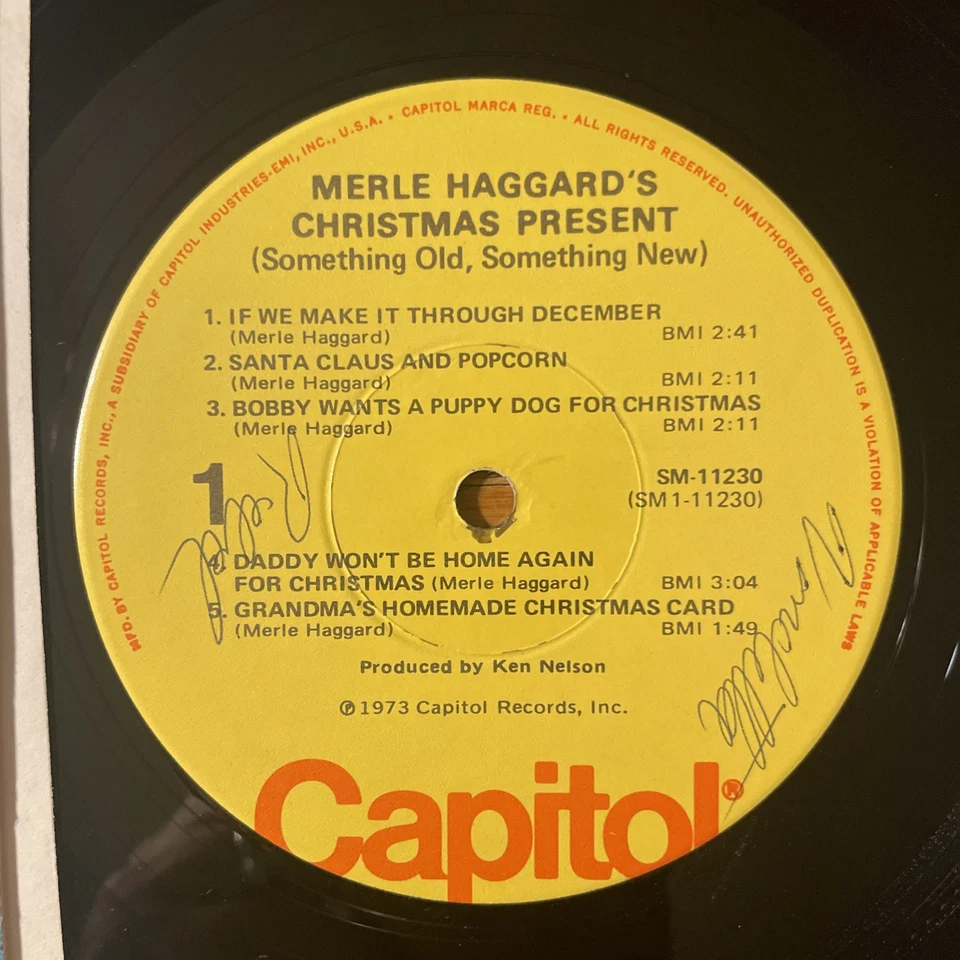 MFD. BY CAPITOL RECORDS, INC., A SUBSIDIARY OF CAPITOL INDUSTRIES-EMI, INC., U.S.A. • CAPITOL MARCA REG. • ALL RIGHTS RESERVED. UNAUTHORIZED DUPLICATION IS A VIOLATION OF APPLICABLE LAWS
MERLE HAGGARD'S
CHRISTMAS PRESENT
(Something Old, Something New)
1. IF WE MAKE IT THROUGH DECEMBER
(Merle Haggard) BMI 2:41
2. SANTA CLAUS AND POPCORN
(Merle Haggard) BMI 2:11
3. BOBBY WANTS A PUPPY DOG FOR CHRISTMAS
(Merle Haggard) BMI 2:11
1
SM-11230
(SM1-11230)
4. DADDY WON'T BE HOME AGAIN
FOR CHRISTMAS (Merle Haggard) BMI 3:04
5. GRANDMA'S HOMEMADE CHRISTMAS CARD
(Merle Haggard) BMI 1:49
Produced by Ken Nelson
℗1973 Capitol Records, Inc.
Capitol®